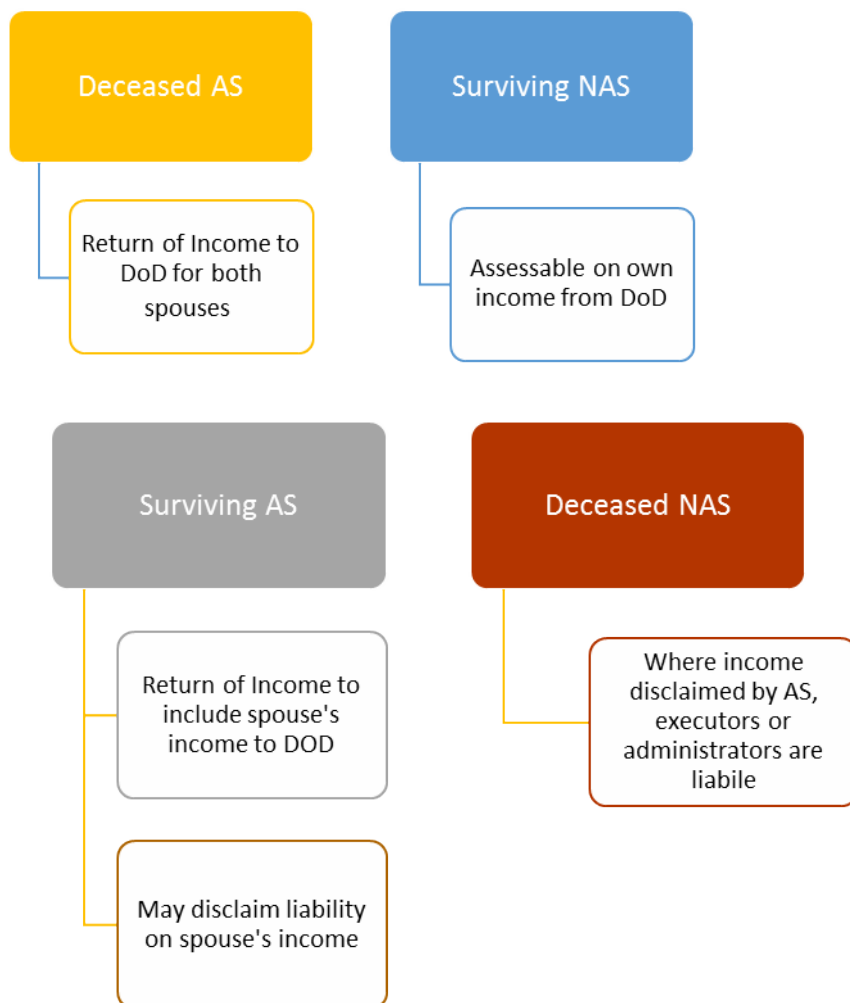 Deceased AS
Surviving NAS
Return of Income to
DoD for both
spouses
Assessable on own
income from DoD
Surviving AS
Deceased NAS
Return of Income to
include spouse's
income to DOD
Where income
disclaimed by AS,
executors or
administrators are
liabile
May disclaim liability
on spouse's income